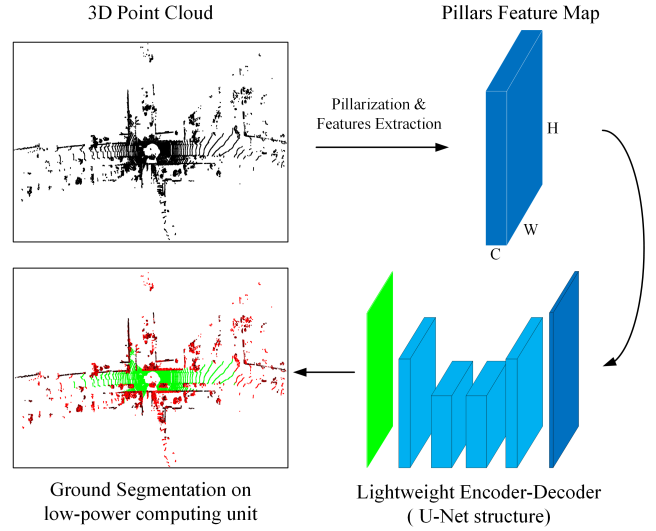 3D Point Cloud
Pillars Feature Map
Pillarization &
Features Extraction
H
W
C
Ground Segmentation on
low-power computing unit
Lightweight Encoder-Decoder
( U-Net structure)